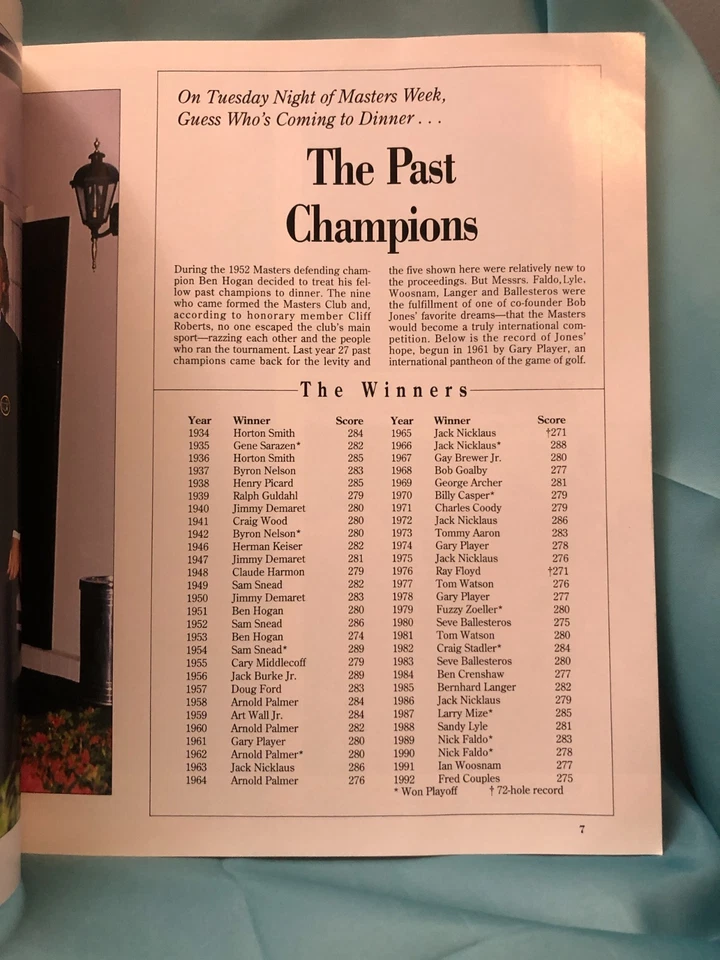 On Tuesday Night of Masters Week,
Guess Who's Coming to Dinner . . .
The Past
Champions
During the 1952 Masters defending cham-
pion Ben Hogan decided to treat his fel-
low past champions to dinner. The nine
who came formed the Masters Club and,
according to honorary member Cliff
Roberts, no one escaped the club's main
sport—razzing each other and the people
who ran the tournament. Last year 27 past
champions came back for the levity and
the five shown here were relatively new to
the proceedings. But Messrs. Faldo, Lyle,
Woosnam, Langer and Ballesteros were
the fulfillment of one of co-founder Bob
Jones' favorite dreams—that the Masters
would become a truly international com-
petition. Below is the record of Jones'
hope, begun in 1961 by Gary Player, an
international pantheon of the game of golf.
The Winners
Year Winner Score
1934 Horton Smith 284
1935 Gene Sarazen* 282
1936 Horton Smith 285
1937 Byron Nelson 283
1938 Henry Picard 285
1939 Ralph Guldahl 279
1940 Jimmy Demaret 280
1941 Craig Wood 280
1942 Byron Nelson* 280
1946 Herman Keiser 282
1947 Jimmy Demaret 281
1948 Claude Harmon 279
1949 Sam Snead 282
1950 Jimmy Demaret 283
1951 Ben Hogan 280
1952 Sam Snead 286
1953 Ben Hogan 274
1954 Sam Snead* 289
1955 Cary Middlecoff 279
1956 Jack Burke Jr. 289
1957 Doug Ford 283
1958 Arnold Palmer 284
1959 Art Wall Jr. 284
1960 Arnold Palmer 282
1961 Gary Player 280
1962 Arnold Palmer* 280
1963 Jack Nicklaus 286
1964 Arnold Palmer 276
Year Winner Score
1965 Jack Nicklaus †271
1966 Jack Nicklaus* 288
1967 Gay Brewer Jr. 280
1968 Bob Goalby 277
1969 George Archer 281
1970 Billy Casper* 279
1971 Charles Coody 279
1972 Jack Nicklaus 286
1973 Tommy Aaron 283
1974 Gary Player 278
1975 Jack Nicklaus 276
1976 Ray Floyd †271
1977 Tom Watson 276
1978 Gary Player 277
1979 Fuzzy Zoeller* 280
1980 Seve Ballesteros 275
1981 Tom Watson 280
1982 Craig Stadler* 284
1983 Seve Ballesteros 280
1984 Ben Crenshaw 277
1985 Bernhard Langer 282
1986 Jack Nicklaus 279
1987 Larry Mize* 285
1988 Sandy Lyle 281
1989 Nick Faldo* 283
1990 Nick Faldo* 278
1991 Ian Woosnam 277
1992 Fred Couples 275
* Won Playoff † 72-hole record
7